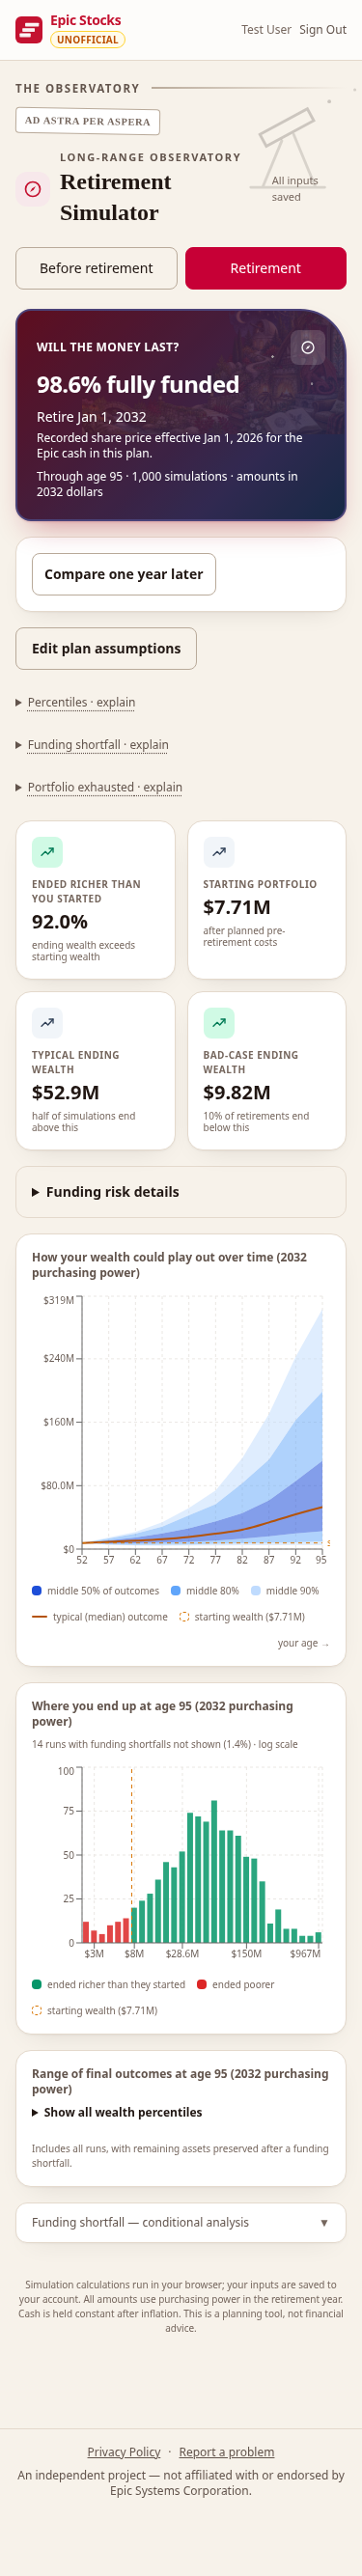 Epic Stocks
UNOFFICIAL
Test User Sign Out
THE OBSERVATORY
AD ASTRA PER ASPERA
LONG-RANGE OBSERVATORY
Retirement
Simulator
All inputs
saved
Before retirement
Retirement
WILL THE MONEY LAST?
98.6% fully funded
Retire Jan 1, 2032
Recorded share price effective Jan 1, 2026 for the
Epic cash in this plan.
Through age 95 · 1,000 simulations · amounts in
2032 dollars
Compare one year later
Edit plan assumptions
Percentiles · explain
Funding shortfall · explain
Portfolio exhausted · explain
ENDED RICHER THAN
YOU STARTED
92.0%
ending wealth exceeds
starting wealth
STARTING PORTFOLIO
$7.71M
after planned pre-
retirement costs
TYPICAL ENDING
WEALTH
$52.9M
half of simulations end
above this
BAD-CASE ENDING
WEALTH
$9.82M
10% of retirements end
below this
Funding risk details
How your wealth could play out over time (2032
purchasing power)
$319M
$240M
$160M
$80.0M
$0
52 57 62 67 72 77 82 87 92 95
middle 50% of outcomes middle 80% middle 90%
typical (median) outcome starting wealth ($7.71M)
your age →
Where you end up at age 95 (2032 purchasing
power)
14 runs with funding shortfalls not shown (1.4%) · log scale
100
75
50
25
0
$3M $8M $28.6M $150M $967M
ended richer than they started ended poorer
starting wealth ($7.71M)
Range of final outcomes at age 95 (2032 purchasing
power)
Show all wealth percentiles
Includes all runs, with remaining assets preserved after a funding
shortfall.
Funding shortfall — conditional analysis
Simulation calculations run in your browser; your inputs are saved to
your account. All amounts use purchasing power in the retirement year.
Cash is held constant after inflation. This is a planning tool, not financial
advice.
Privacy Policy · Report a problem
An independent project — not affiliated with or endorsed by
Epic Systems Corporation.